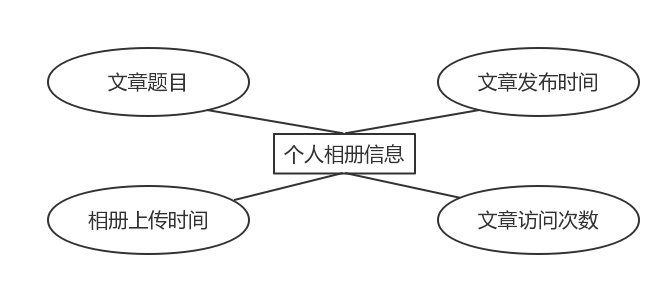 文章题目
文章发布时间
个人相册信息
相册上传时间
文章访问次数